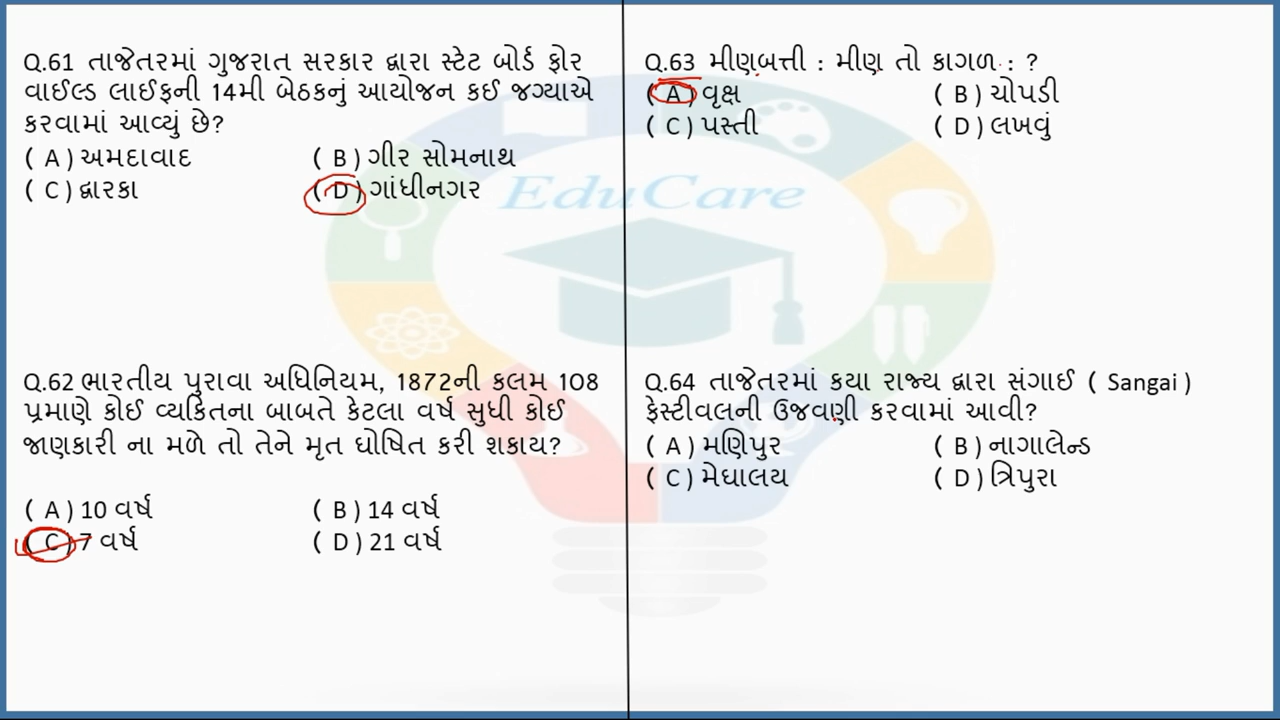 Q.61 તાજેતરમાં ગુજરાત સરકાર દ્વારા સ્ટેટ બોર્ડ ફોર
વાઈલ્ડ લાઈફની 14મી બેઠકનું આયોજન કઈ જગ્યાએ
કરવામાં આવ્યું છે?
( A ) અમદાવાદ ( B ) ગીર સોમનાથ
( C ) દ્વારકા ( D ) ગાંધીનગર
Q.62 ભારતીય પુરાવા અધિનિયમ, 1872ની કલમ 108
પ્રમાણે કોઈ વ્યકિતના બાબતે કેટલા વર્ષ સુધી કોઈ
જાણકારી ના મળે તો તેને મૃત ઘોષિત કરી શકાય?
( A ) 10 વર્ષ ( B ) 14 વર્ષ
( C ) 7 વર્ષ ( D ) 21 વર્ષ
Q.63 મીણબત્તી : મીણ તો કાગળ : ?
( A ) વૃક્ષ ( B ) ચોપડી
( C ) પસ્તી ( D ) લખવું
Q.64 તાજેતરમાં કયા રાજ્ય દ્વારા સંગાઈ ( Sangai )
ફેસ્ટીવલની ઉજવણી કરવામાં આવી?
( A ) મણિપુર ( B ) નાગાલેન્ડ
( C ) મેઘાલય ( D ) ત્રિપુરા
EduCare